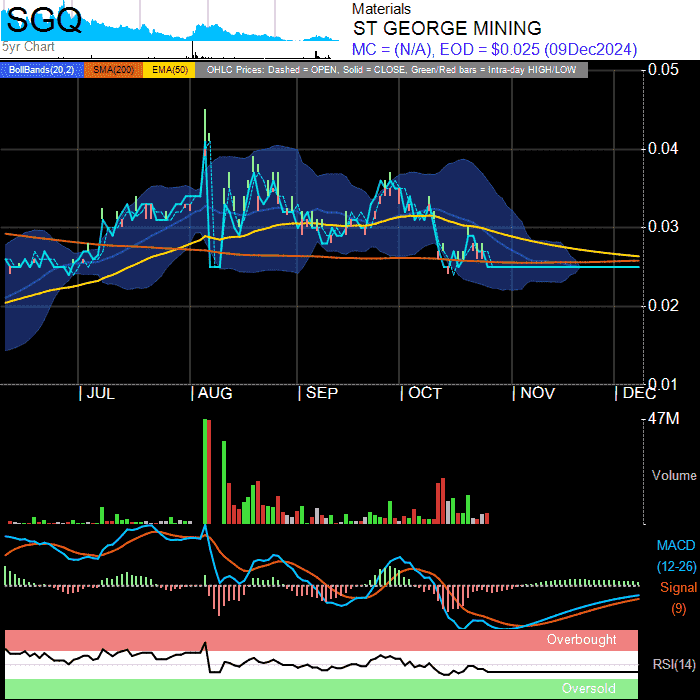 SGQ
5yr Chart
Materials
ST GEORGE MINING
MC = (N/A), EOD = $0.025 (09Dec2024)
BollBands(20,2) SMA(200) EMA(50) OHLC Prices: Dashed = OPEN, Solid = CLOSE, Green/Red bars = Intra-day HIGH/LOW
0.05
0.04
0.03
0.02
0.01
JUL AUG SEP OCT NOV DEC
47M
Volume
MACD
(12-26)
Signal
(9)
Overbought
RSI(14)
Oversold